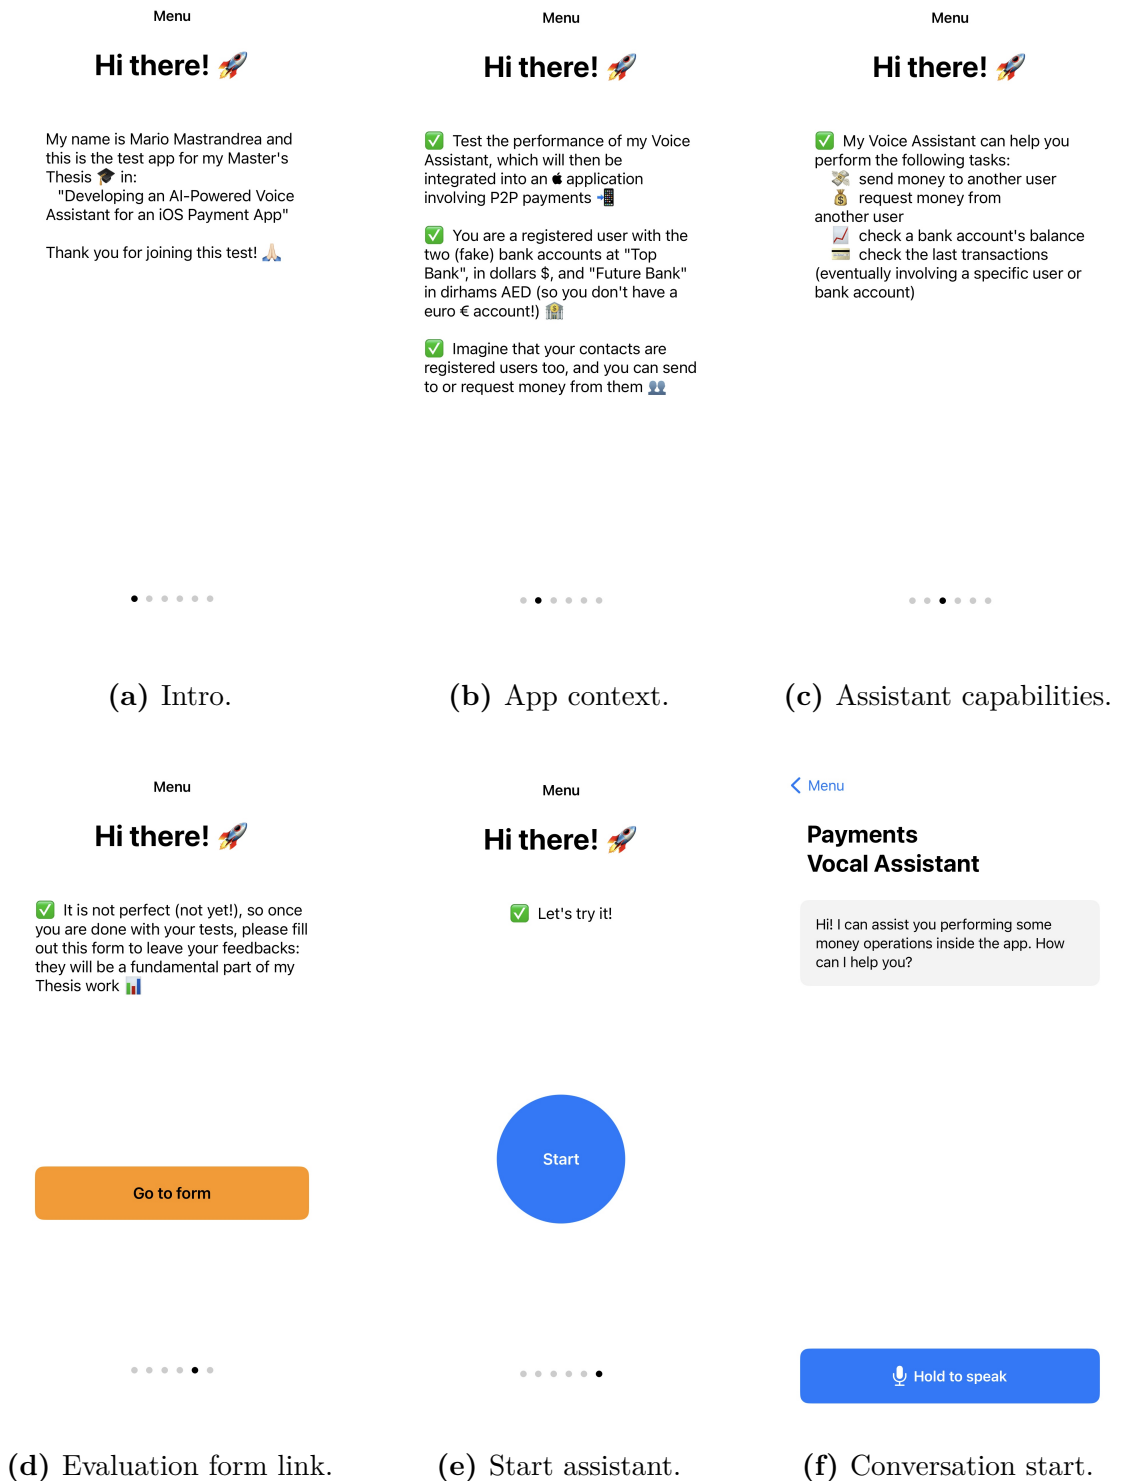 Menu
Hi there! 🚀
My name is Mario Mastrandrea and
this is the test app for my Master's
Thesis 🎓 in:
"Developing an AI-Powered Voice
Assistant for an iOS Payment App"
Thank you for joining this test! 🙏🏻
(a) Intro.
Menu
Hi there! 🚀
✅ Test the performance of my Voice
Assistant, which will then be
integrated into an  application
involving P2P payments 📲
✅ You are a registered user with the
two (fake) bank accounts at "Top
Bank", in dollars $, and "Future Bank"
in dirhams AED (so you don't have a
euro € account!) 🏦
✅ Imagine that your contacts are
registered users too, and you can send
to or request money from them 👥
(b) App context.
Menu
Hi there! 🚀
✅ My Voice Assistant can help you
perform the following tasks:
💸 send money to another user
💰 request money from
another user
📈 check a bank account's balance
💳 check the last transactions
(eventually involving a specific user or
bank account)
(c) Assistant capabilities.
Menu
Hi there! 🚀
✅ It is not perfect (not yet!), so once
you are done with your tests, please fill
out this form to leave your feedbacks:
they will be a fundamental part of my
Thesis work 📊
Go to form
(d) Evaluation form link.
Menu
Hi there! 🚀
✅ Let's try it!
Start
(e) Start assistant.
Menu
Payments
Vocal Assistant
Hi! I can assist you performing some
money operations inside the app. How
can I help you?
Hold to speak
(f) Conversation start.